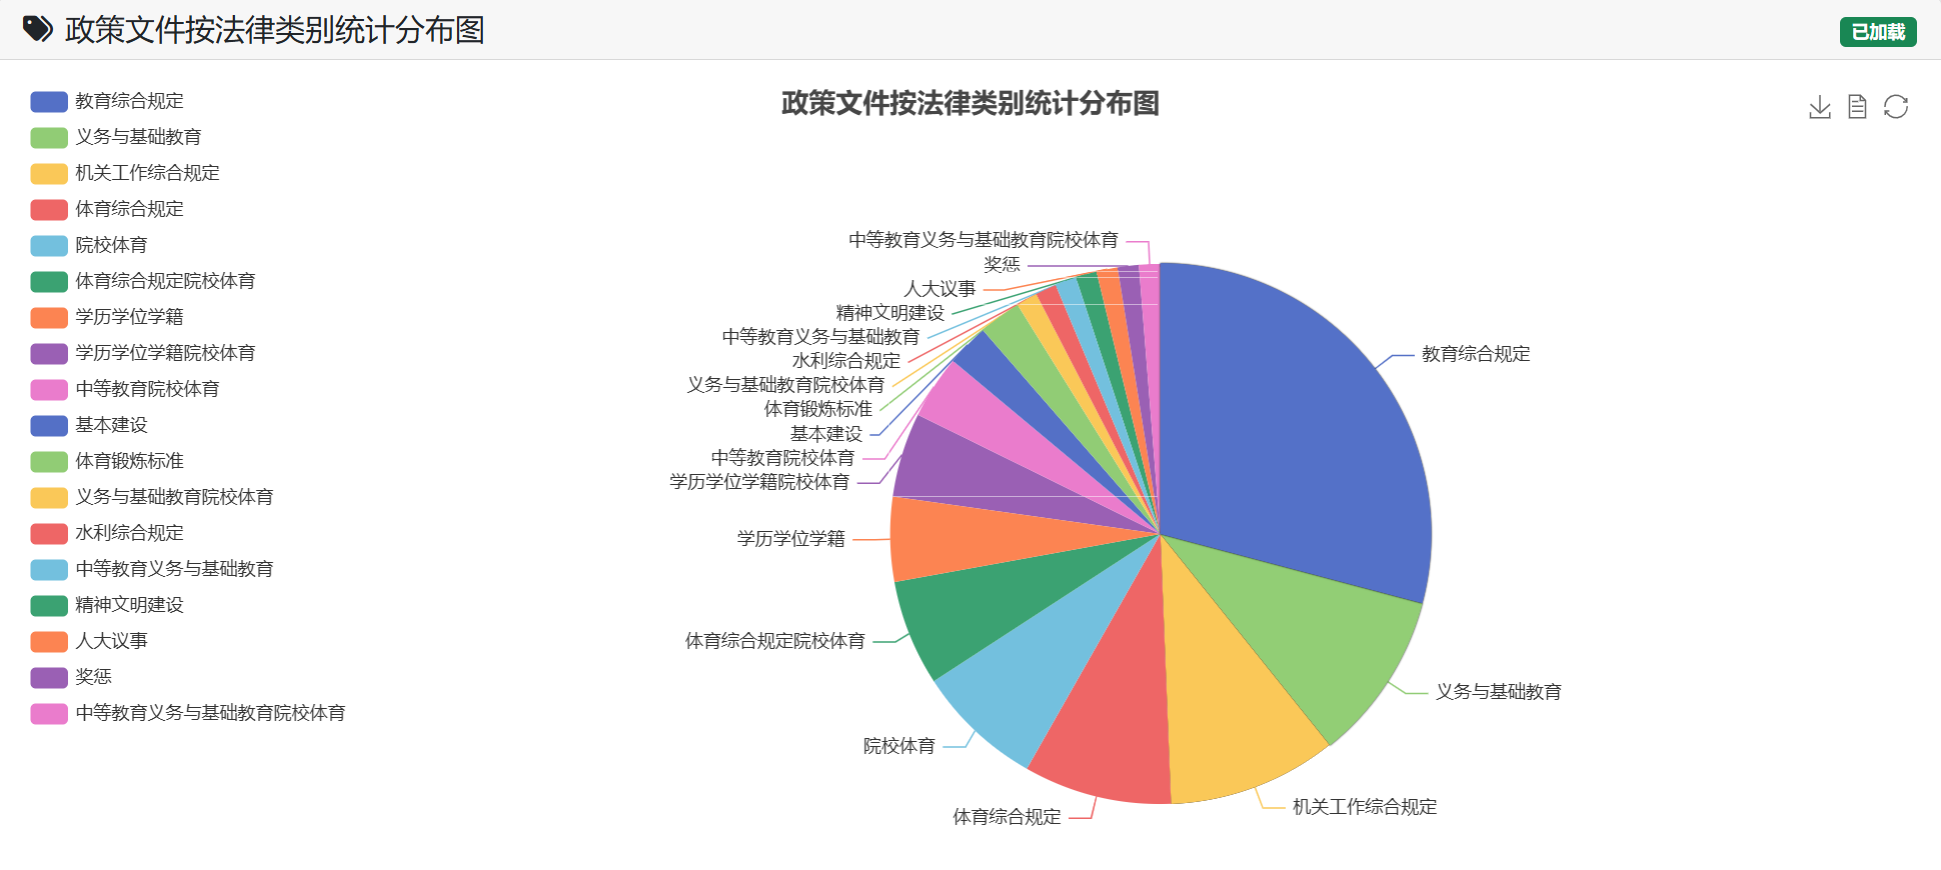 政策文件按法律类别统计分布图
已加载
政策文件按法律类别统计分布图
教育综合规定
义务与基础教育
机关工作综合规定
体育综合规定
院校体育
体育综合规定院校体育
学历学位学籍
学历学位学籍院校体育
中等教育院校体育
基本建设
体育锻炼标准
义务与基础教育院校体育
水利综合规定
中等教育义务与基础教育
精神文明建设
人大议事
奖惩
中等教育义务与基础教育院校体育
中等教育义务与基础教育院校体育
奖惩
人大议事
精神文明建设
中等教育义务与基础教育
水利综合规定
义务与基础教育院校体育
体育锻炼标准
基本建设
中等教育院校体育
学历学位学籍院校体育
学历学位学籍
体育综合规定院校体育
院校体育
体育综合规定
教育综合规定
义务与基础教育
机关工作综合规定